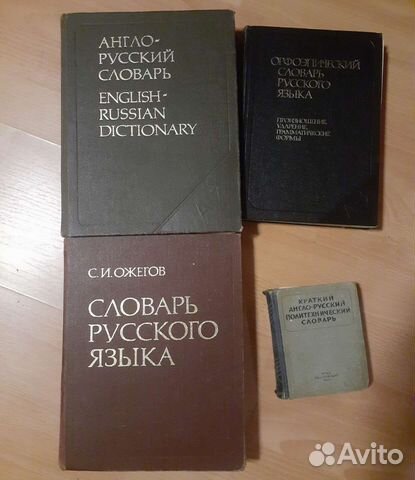 АНГЛО-
РУССКИЙ
СЛОВАРЬ
ENGLISH-
RUSSIAN
DICTIONARY
ОРФОЭПИЧЕСКИЙ
СЛОВАРЬ
РУССКОГО
ЯЗЫКА
ПРОИЗНОШЕНИЕ,
УДАРЕНИЕ,
ГРАММАТИЧЕСКИЕ
ФОРМЫ
С. И. ОЖЕГОВ
СЛОВАРЬ
РУССКОГО
ЯЗЫКА
КРАТКИЙ
АНГЛО-РУССКИЙ
ПОЛИТЕХНИЧЕСКИЙ
СЛОВАРЬ
Avito